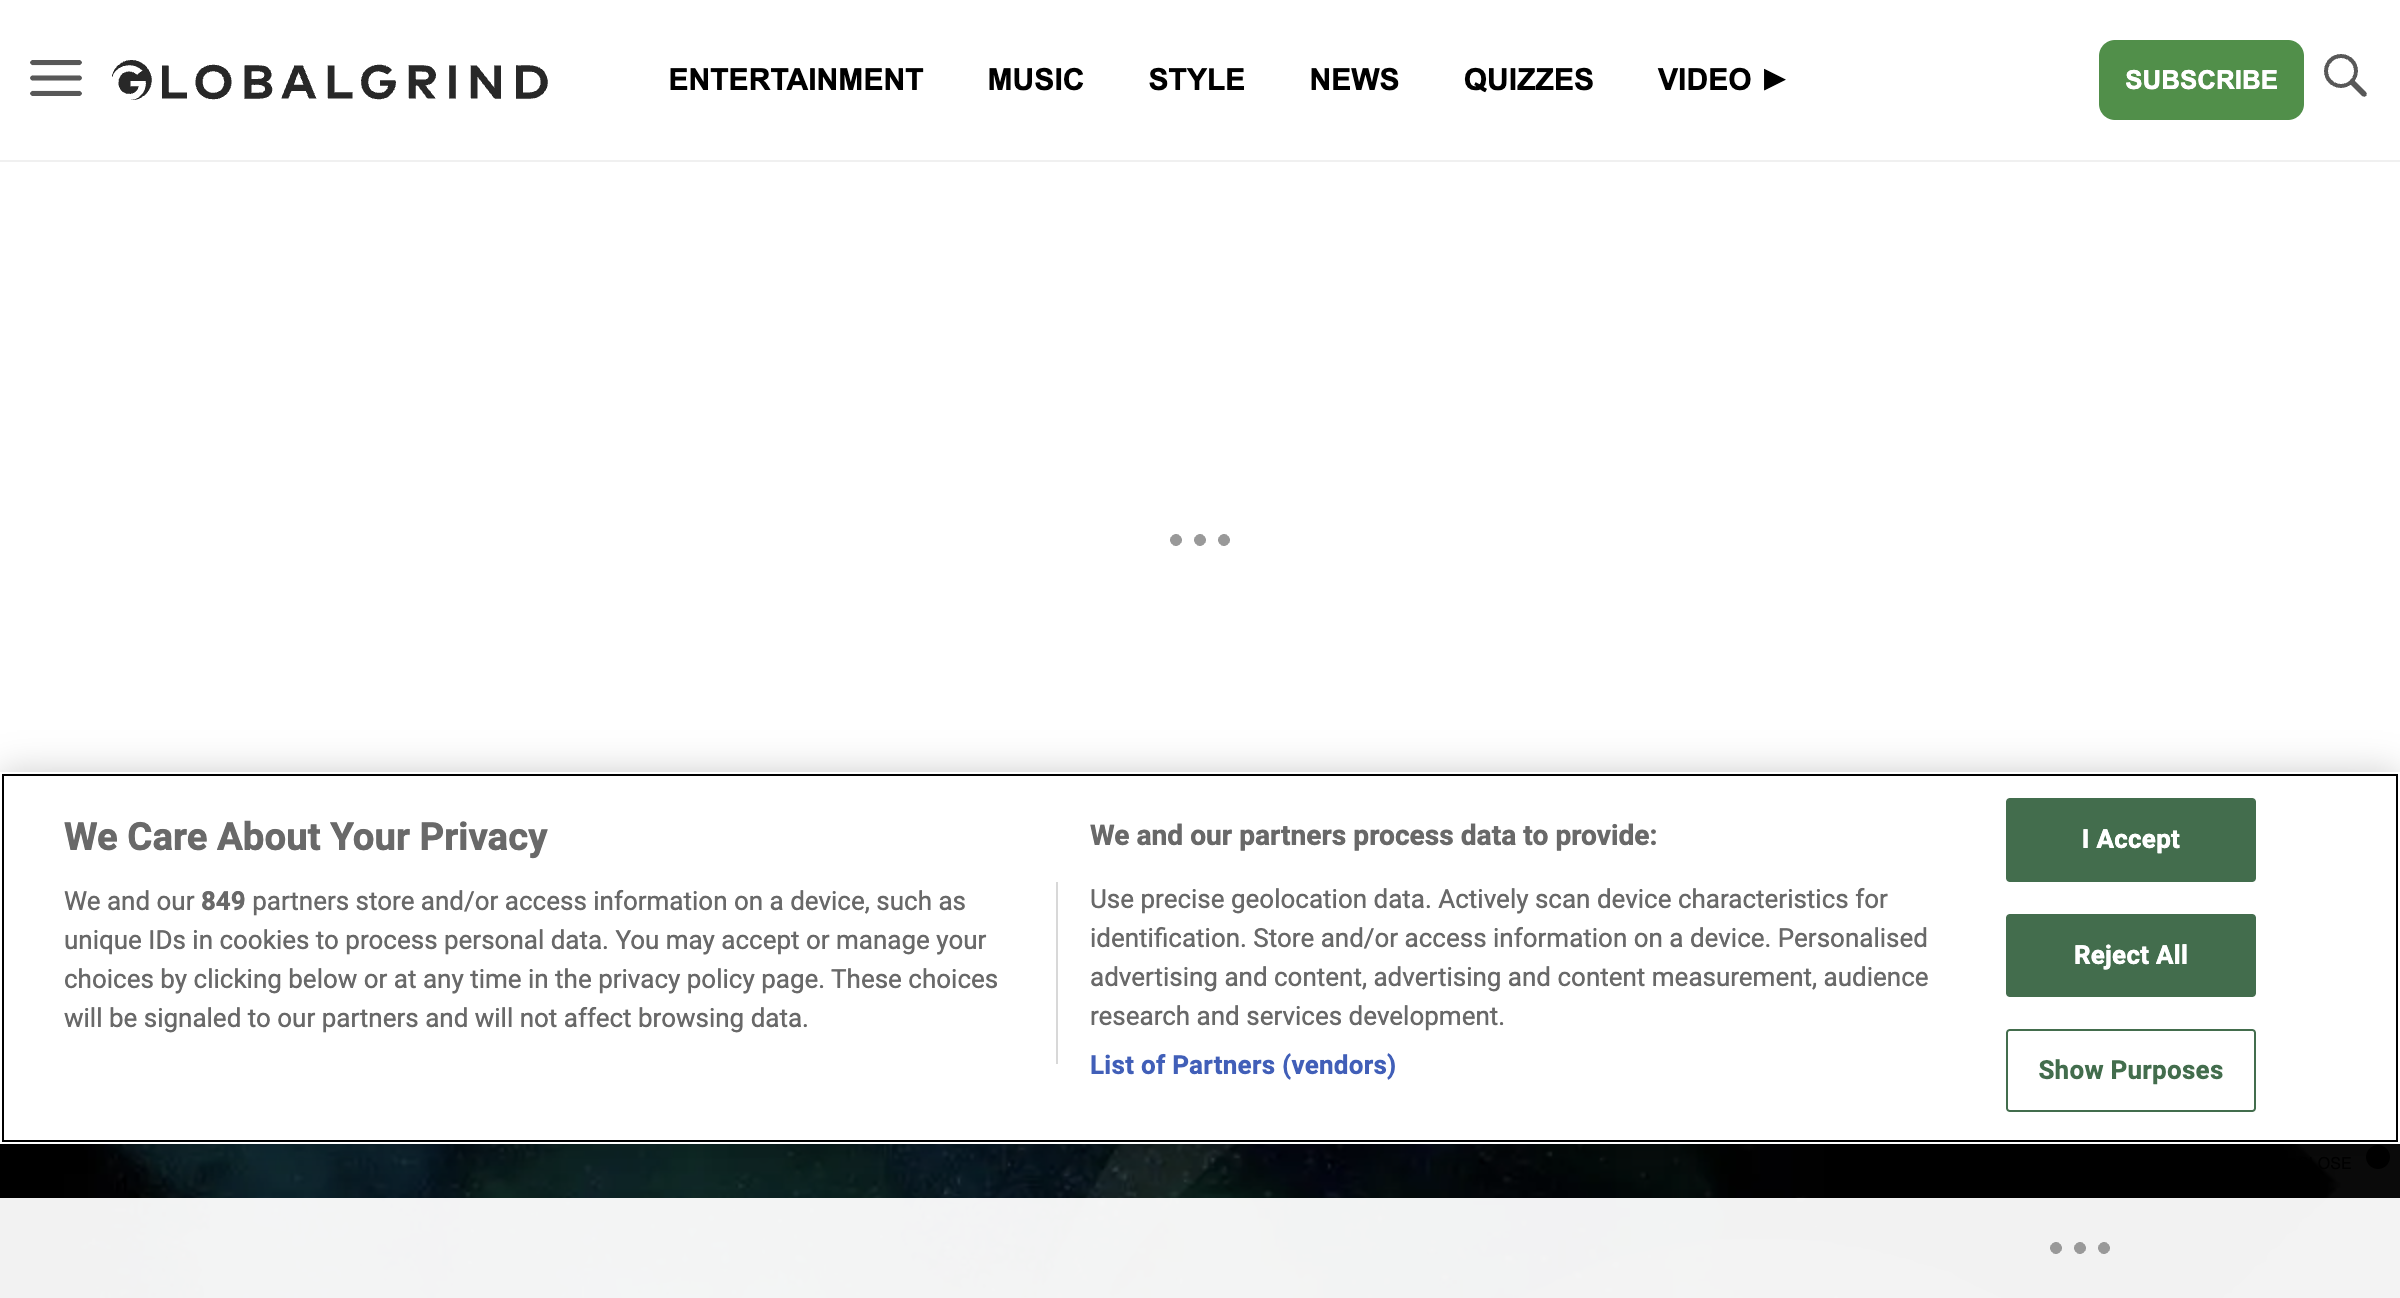 GLOBALGRIND
ENTERTAINMENT MUSIC STYLE NEWS QUIZZES VIDEO ▶
SUBSCRIBE
We Care About Your Privacy
We and our 849 partners store and/or access information on a device, such as
unique IDs in cookies to process personal data. You may accept or manage your
choices by clicking below or at any time in the privacy policy page. These choices
will be signaled to our partners and will not affect browsing data.
We and our partners process data to provide:
Use precise geolocation data. Actively scan device characteristics for
identification. Store and/or access information on a device. Personalised
advertising and content, advertising and content measurement, audience
research and services development.
List of Partners (vendors)
I Accept
Reject All
Show Purposes